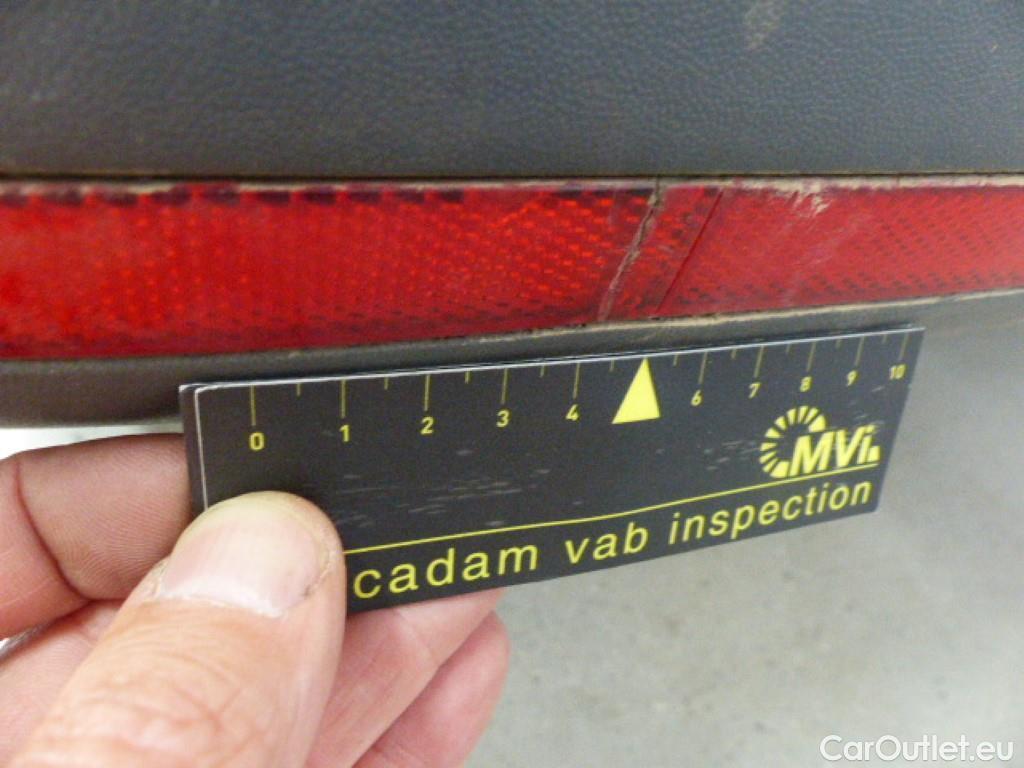 0 1 2 3 4 6 7 8 9 10
MVi
cadam vab inspection
CarOutlet.eu